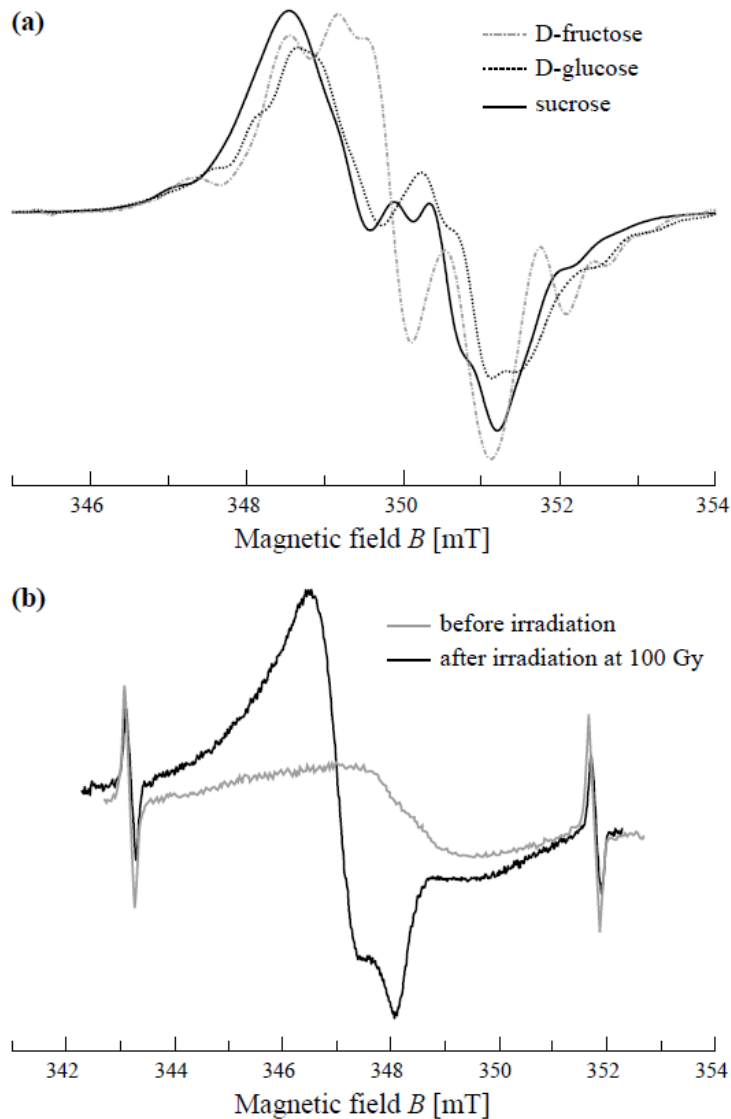 (a)
D-fructose
D-glucose
sucrose
346 348 350 352 354
Magnetic field B [mT]
(b)
before irradiation
after irradiation at 100 Gy
342 344 346 348 350 352 354
Magnetic field B [mT]